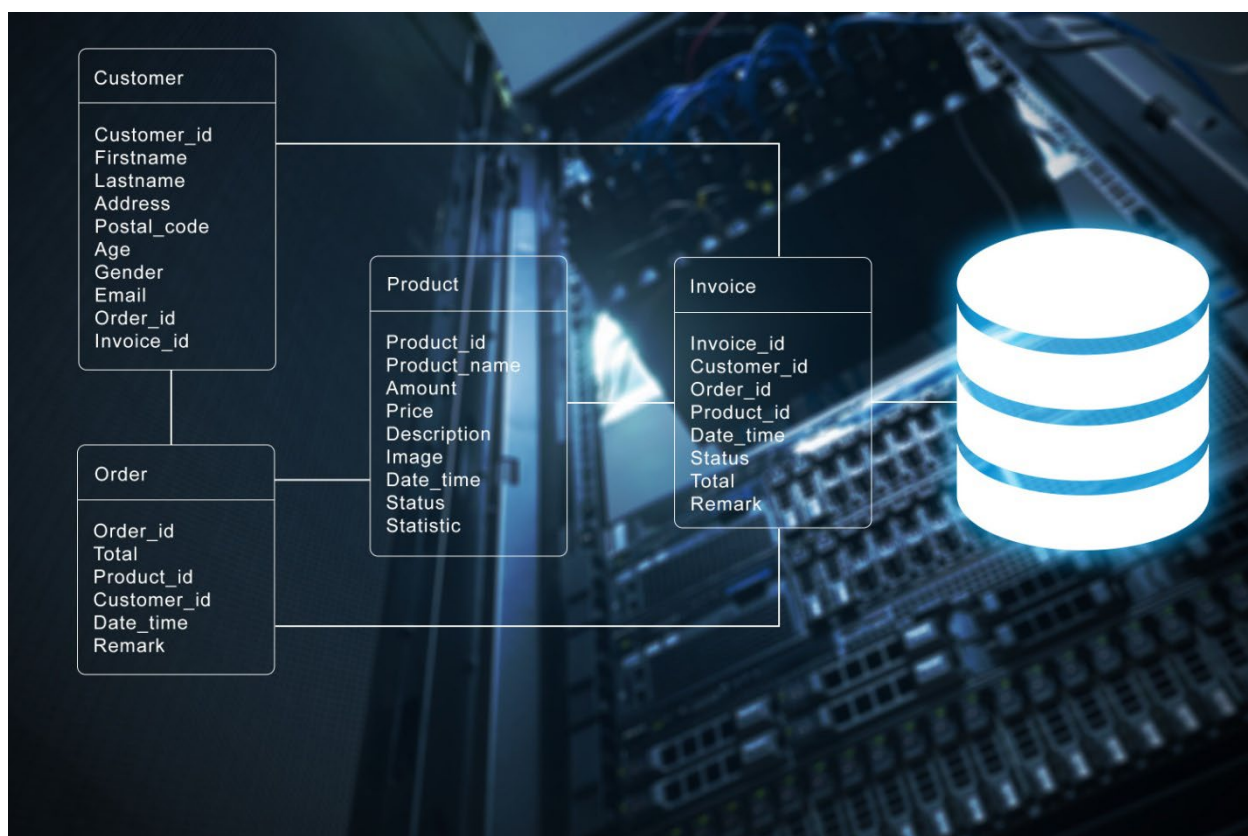 Customer
Customer_id
Firstname
Lastname
Address
Postal_code
Age
Gender
Email
Order_id
Invoice_id
Order
Order_id
Total
Product_id
Customer_id
Date_time
Remark
Product
Product_id
Product_name
Amount
Price
Description
Image
Date_time
Status
Statistic
Invoice
Invoice_id
Customer_id
Order_id
Product_id
Date_time
Status
Total
Remark